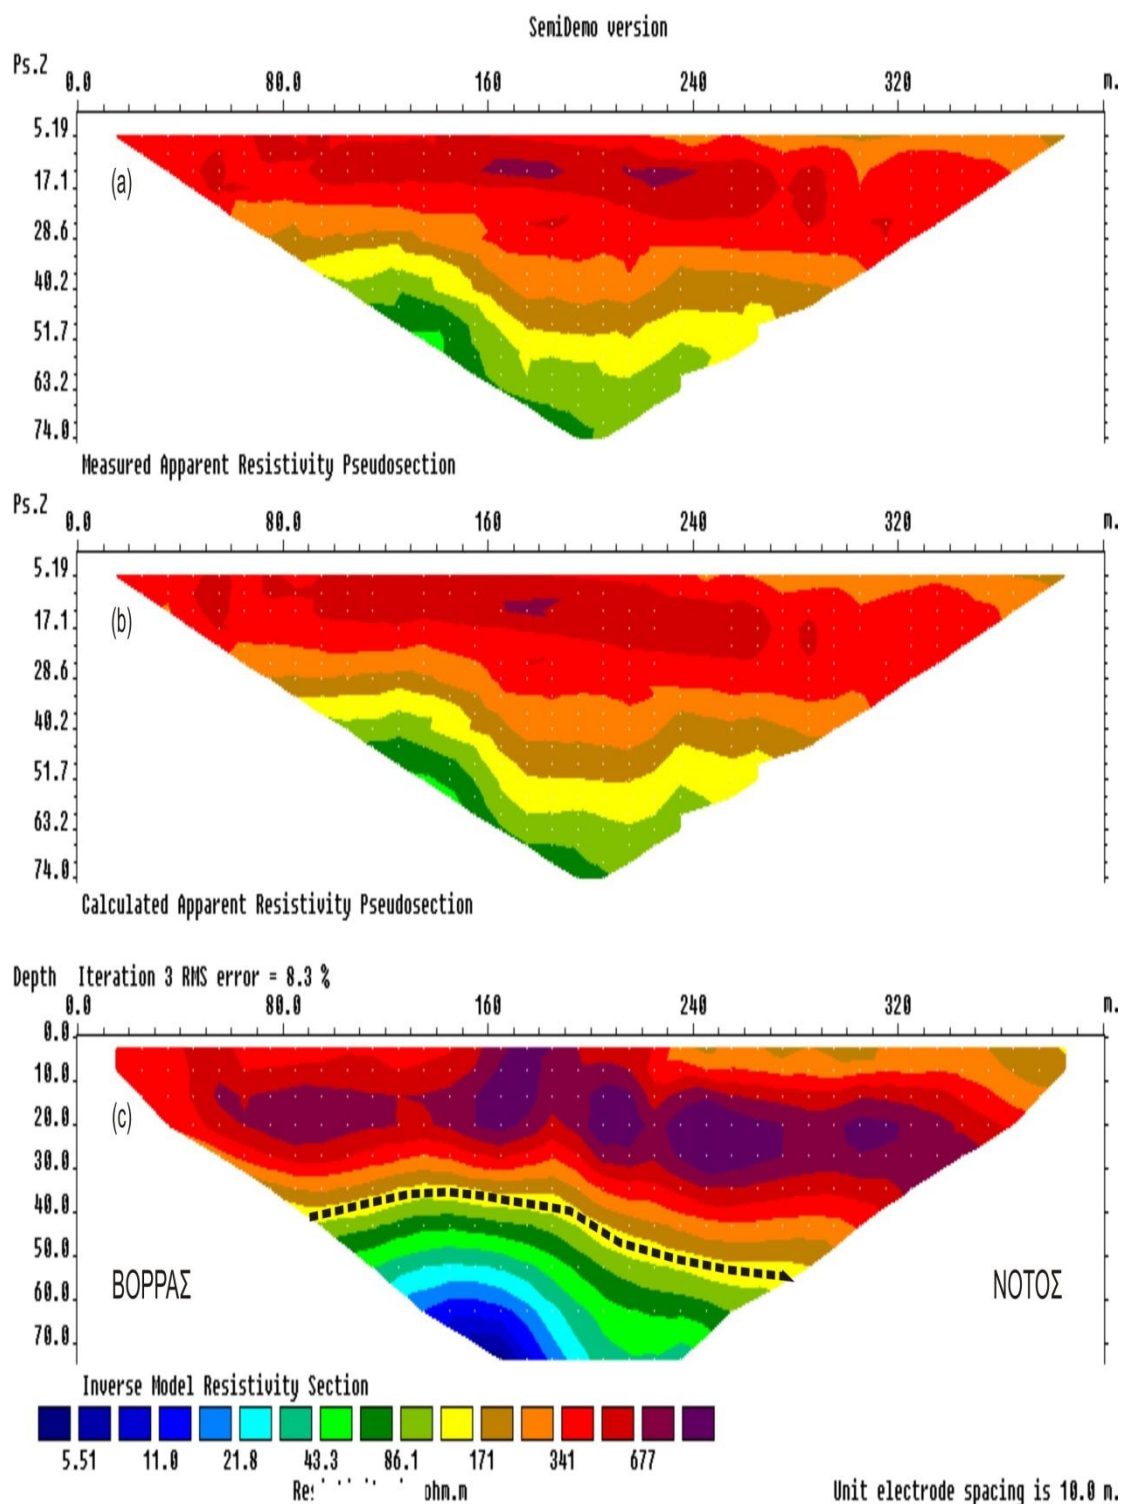 SemiDemo version
Ps.Z 0.0 80.0 160 240 320 m.
5.19
(a)
17.1
28.6
40.2
51.7
63.2
74.0
Measured Apparent Resistivity Pseudosection
Ps.Z 0.0 80.0 160 240 320 m.
5.19
(b)
17.1
28.6
40.2
51.7
63.2
74.0
Calculated Apparent Resistivity Pseudosection
Depth Iteration 3 RMS error = 8.3 %
0.0 80.0 160 240 320 m.
0.0
10.0
(c)
20.0
30.0
40.0
50.0
ΒΟΡΡΑΣ ΝΟΤΟΣ
60.0
70.0
Inverse Model Resistivity Section
5.51 11.0 21.8 43.3 86.1 171 341 677
ohm.m Unit electrode spacing is 10.0 m.